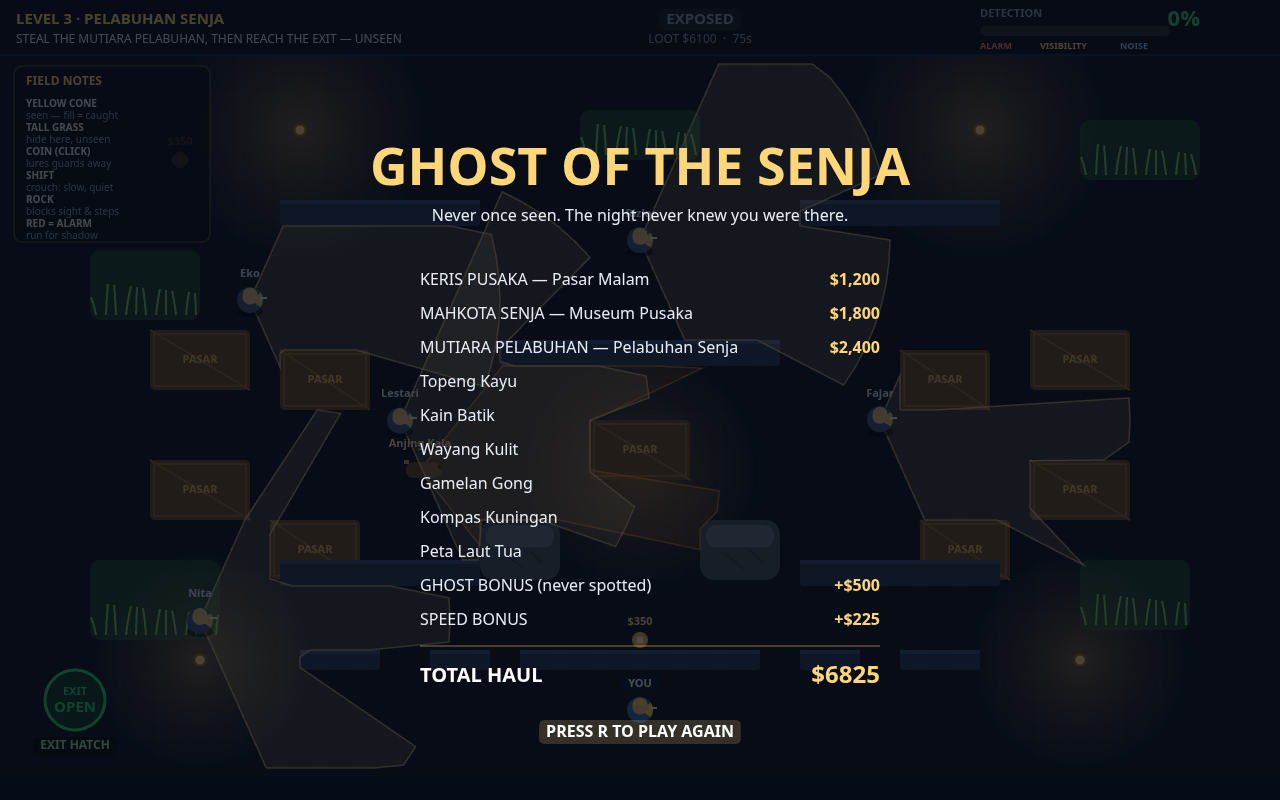 LEVEL 3 · PELABUHAN SENJA
STEAL THE MUTIARA PELABUHAN, THEN REACH THE EXIT — UNSEEN
EXPOSED
LOOT $6100 · 75s
DETECTION
0%
ALARM
VISIBILITY
NOISE
FIELD NOTES
YELLOW CONE
seen — fill = caught
TALL GRASS
hide here, unseen
COIN (CLICK)
lures guards away
SHIFT
crouch: slow, quiet
ROCK
blocks sight & steps
RED = ALARM
run for shadow
$350
GHOST OF THE SENJA
Never once seen. The night never knew you were there.
Eko
KERIS PUSAKA — Pasar Malam $1,200
MAHKOTA SENJA — Museum Pusaka $1,800
MUTIARA PELABUHAN — Pelabuhan Senja $2,400
Topeng Kayu
Kain Batik
Wayang Kulit
Gamelan Gong
Kompas Kuningan
Peta Laut Tua
GHOST BONUS (never spotted) +$500
SPEED BONUS +$225
TOTAL HAUL $6825
PRESS R TO PLAY AGAIN
PASAR
PASAR
PASAR
PASAR
Lestari
Fajar
PASAR
PASAR
PASAR
PASAR
PASAR
Nita
$350
YOU
EXIT
OPEN
EXIT HATCH